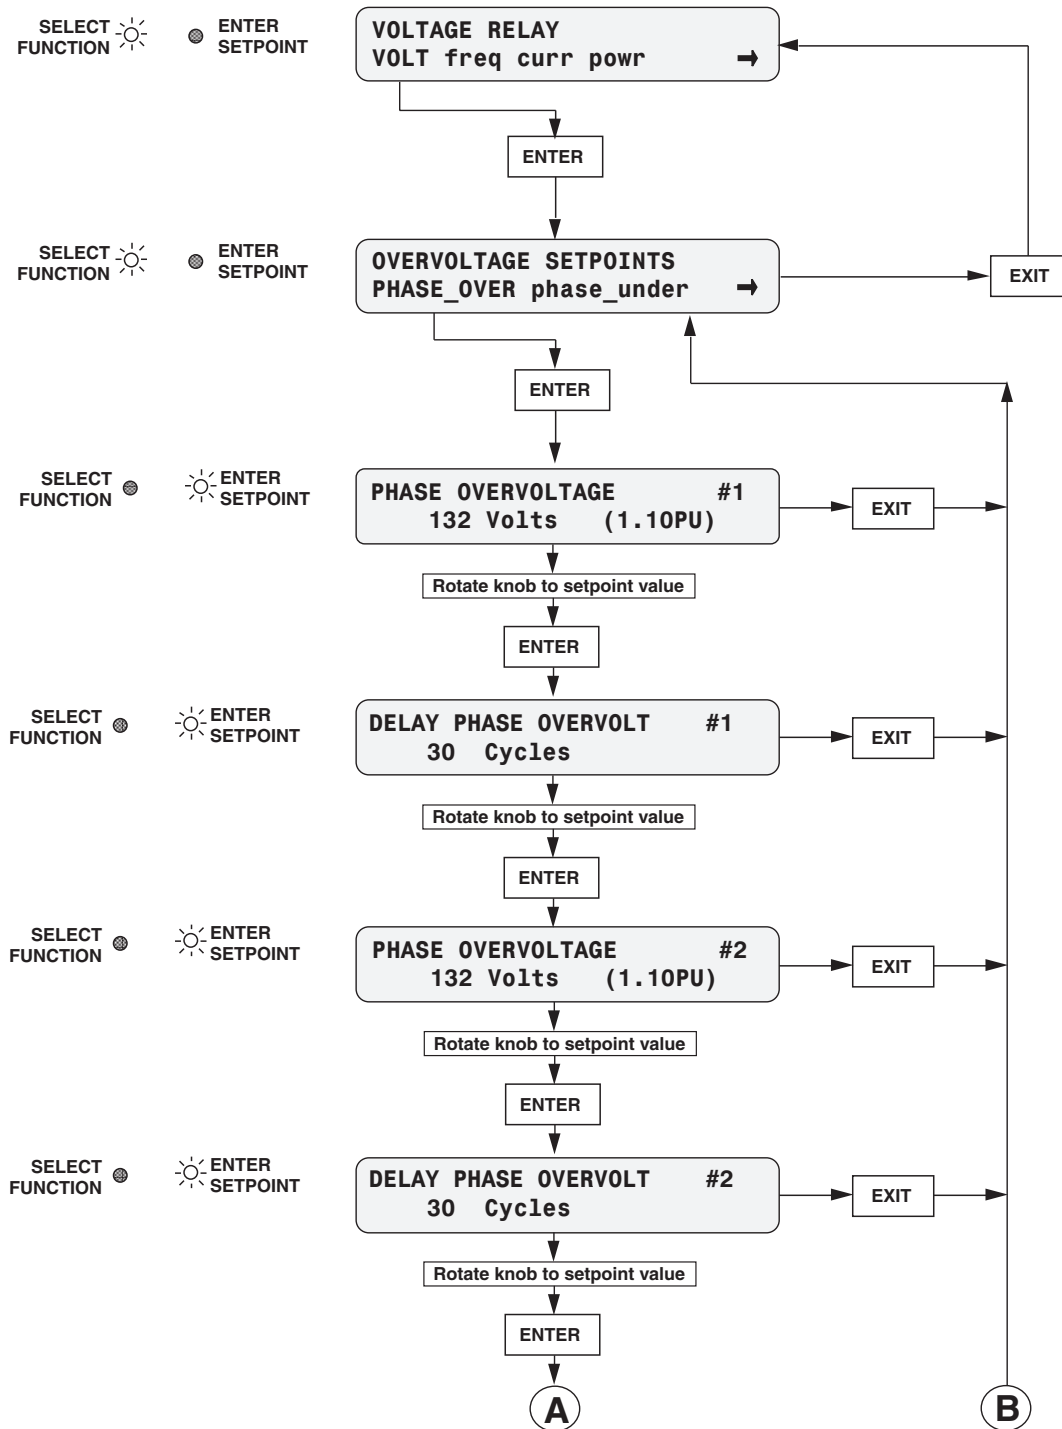 SELECT
FUNCTION
ENTER
SETPOINT
VOLTAGE RELAY
VOLT freq curr powr →
ENTER
SELECT
FUNCTION
ENTER
SETPOINT
OVERVOLTAGE SETPOINTS
PHASE_OVER phase_under →
EXIT
ENTER
SELECT
FUNCTION
ENTER
SETPOINT
PHASE OVERVOLTAGE #1
132 Volts (1.10PU)
EXIT
Rotate knob to setpoint value
ENTER
SELECT
FUNCTION
ENTER
SETPOINT
DELAY PHASE OVERVOLT #1
30 Cycles
EXIT
Rotate knob to setpoint value
ENTER
SELECT
FUNCTION
ENTER
SETPOINT
PHASE OVERVOLTAGE #2
132 Volts (1.10PU)
EXIT
Rotate knob to setpoint value
ENTER
SELECT
FUNCTION
ENTER
SETPOINT
DELAY PHASE OVERVOLT #2
30 Cycles
EXIT
Rotate knob to setpoint value
ENTER
A
B